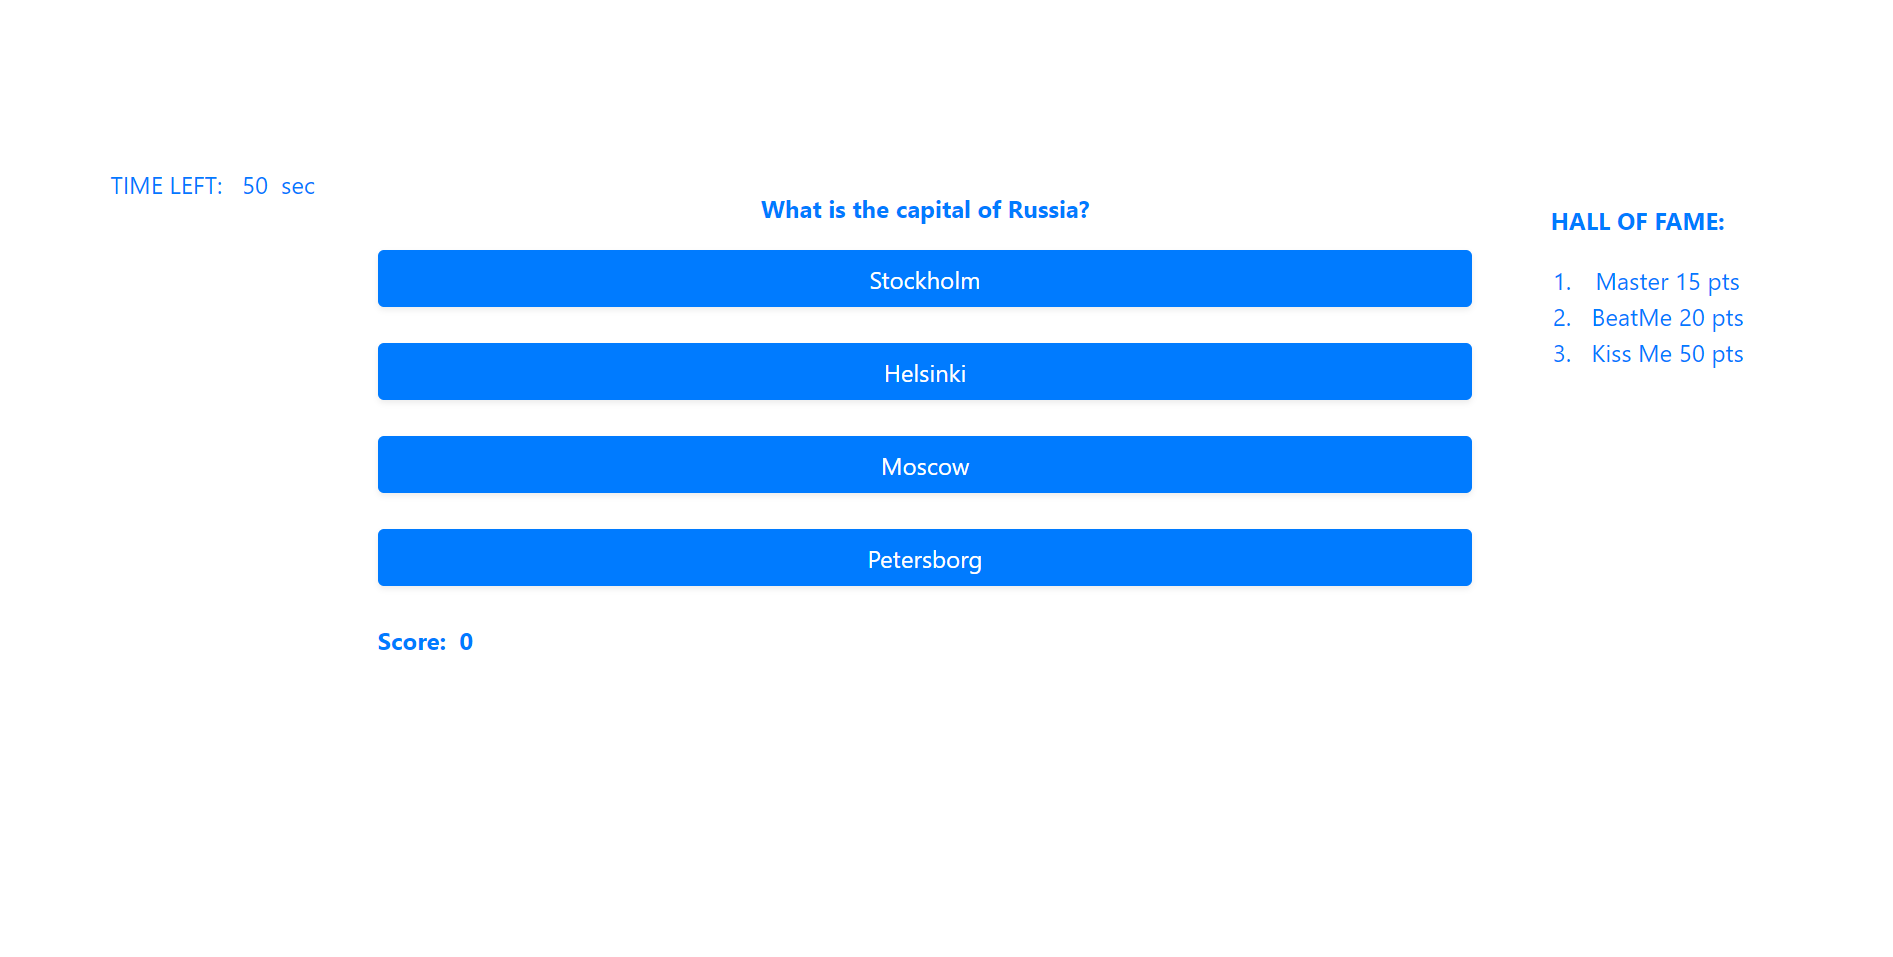 TIME LEFT: 50 sec
What is the capital of Russia?
Stockholm
Helsinki
Moscow
Petersborg
Score: 0
HALL OF FAME:
1. Master 15 pts
2. BeatMe 20 pts
3. Kiss Me 50 pts